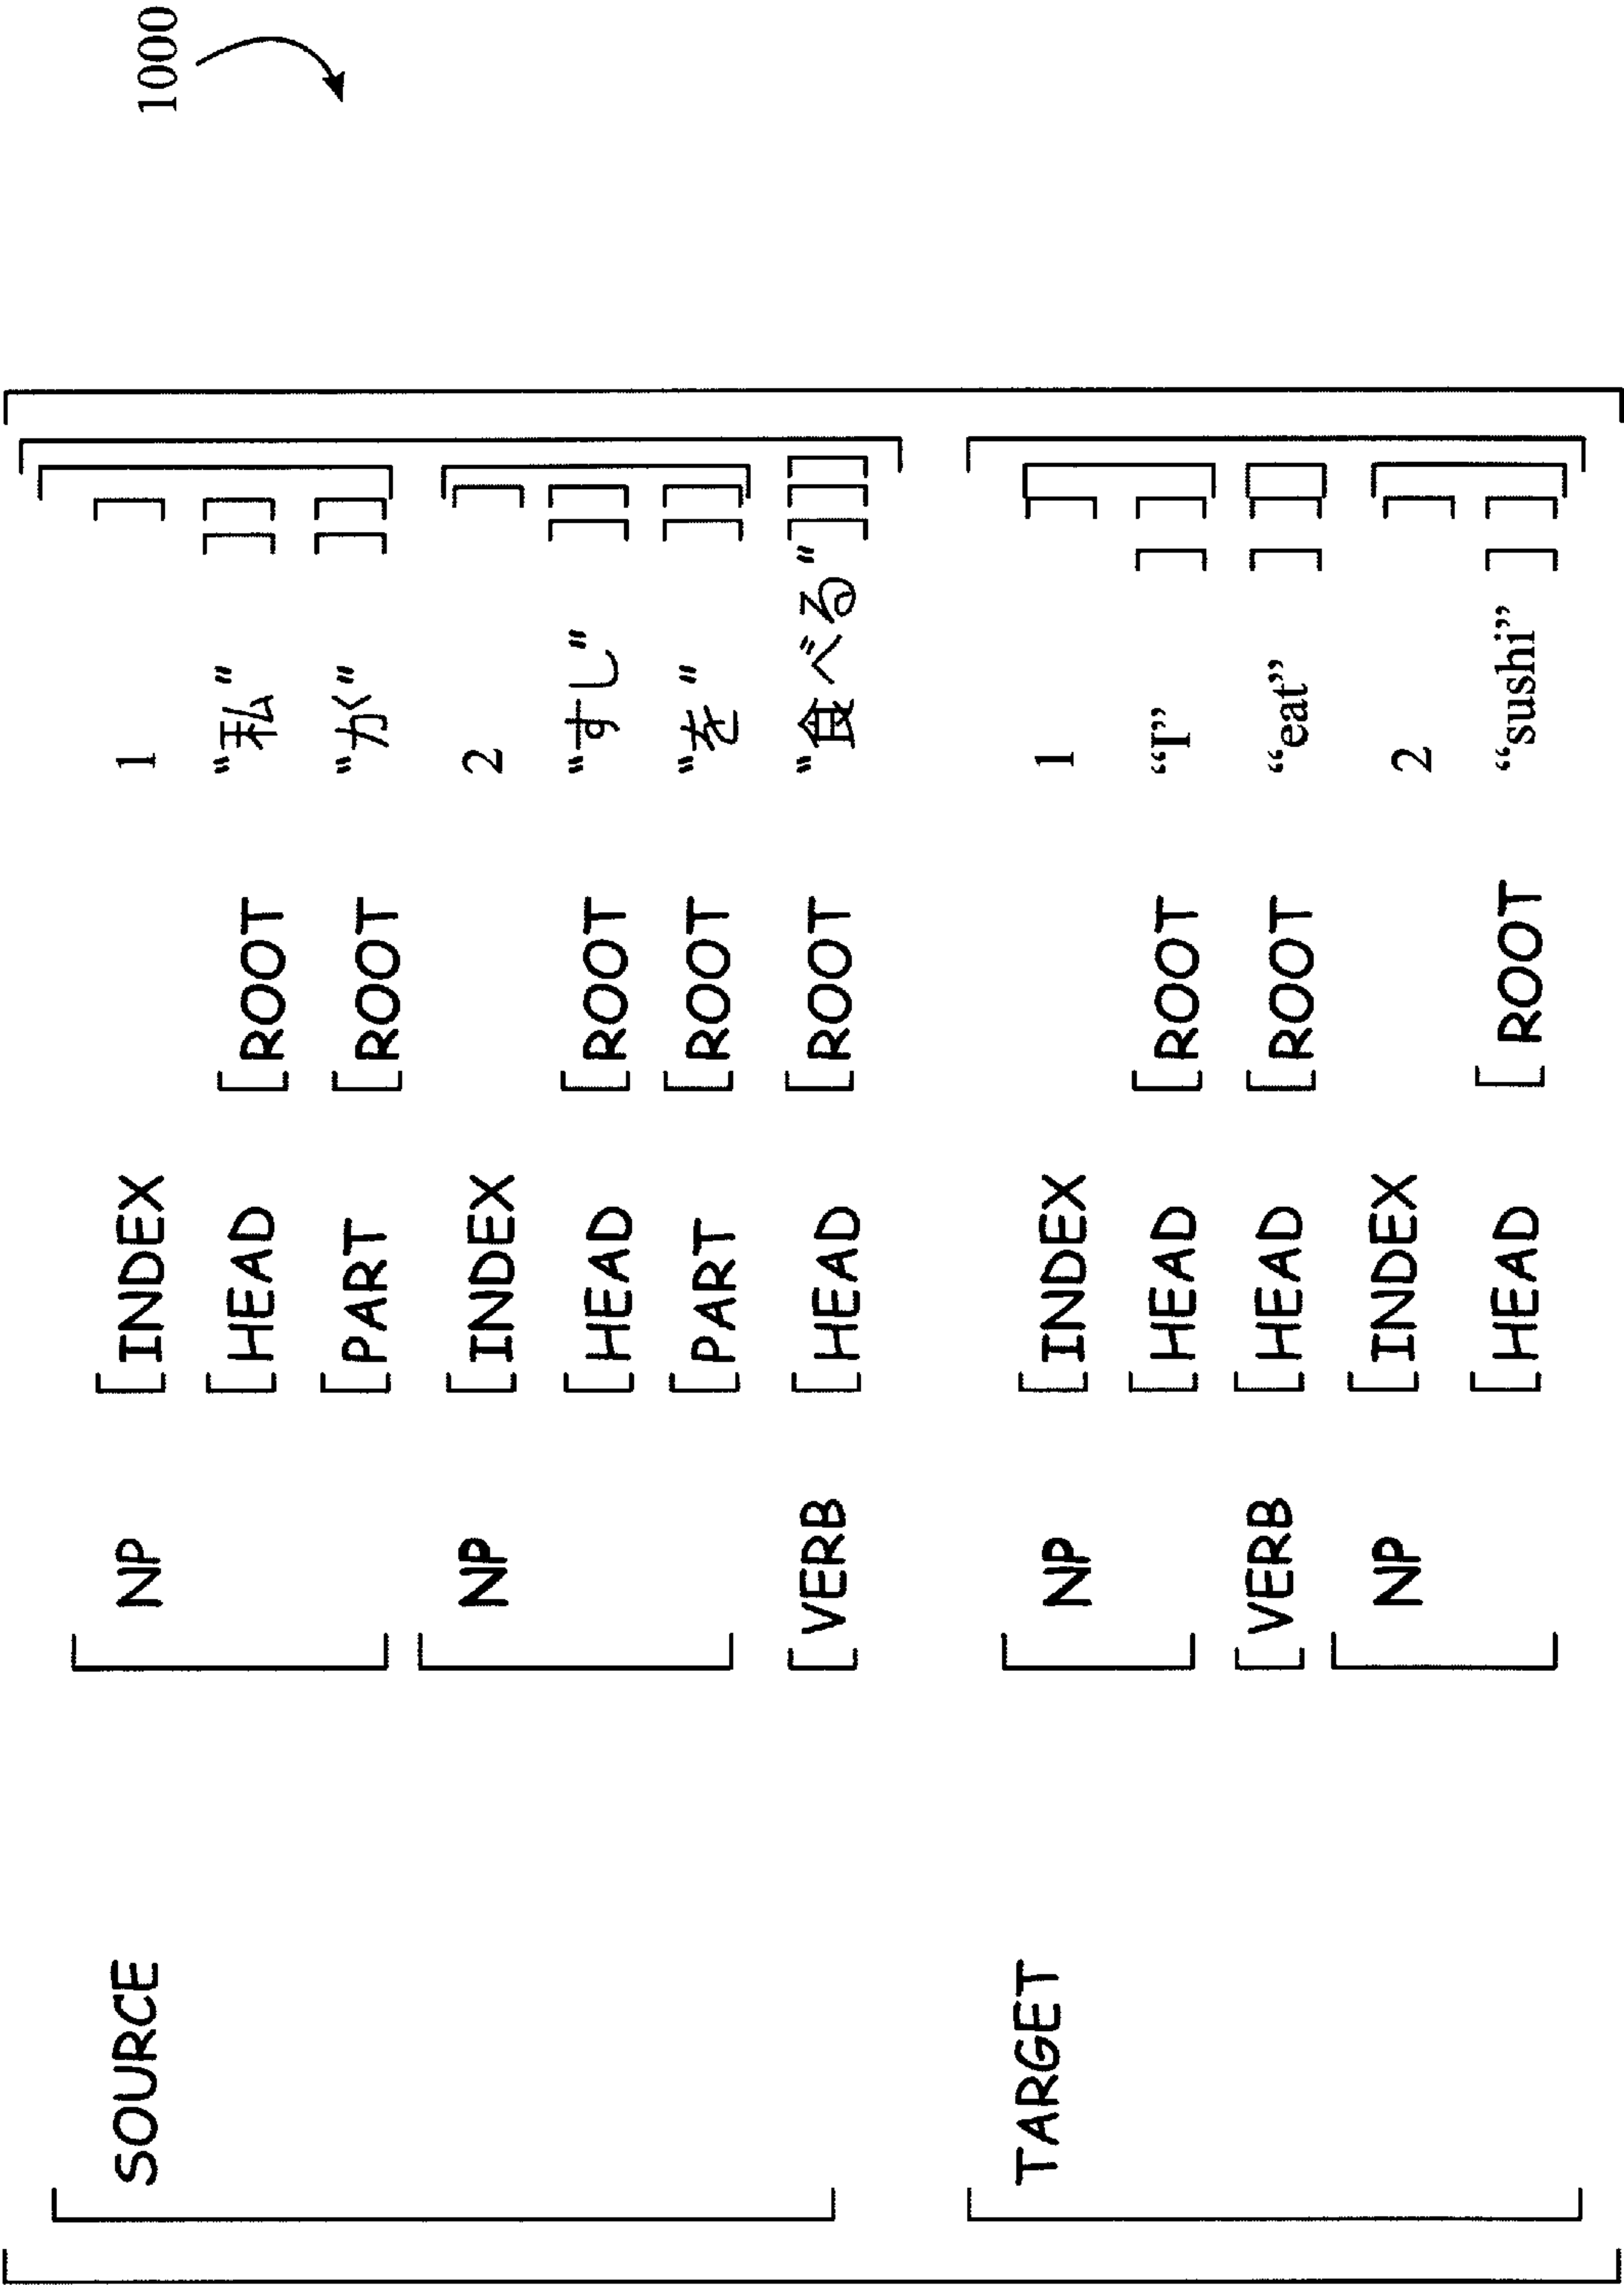 1000
[ [ SOURCE [ NP [INDEX 1 ]
[HEAD [ROOT "私" ]]
[PART [ROOT "が" ]] ]
[ NP [INDEX 2 ]
[HEAD [ROOT "すし" ]]
[PART [ROOT "を" ]] ]
[VERB [HEAD [ROOT "食べる" ]]] ]
[ TARGET [ NP [INDEX 1 ]
[HEAD [ROOT “I” ]] ]
[VERB [HEAD [ROOT “eat” ]]]
[ NP [INDEX 2 ]
[HEAD [ROOT “sushi” ]] ] ] ]